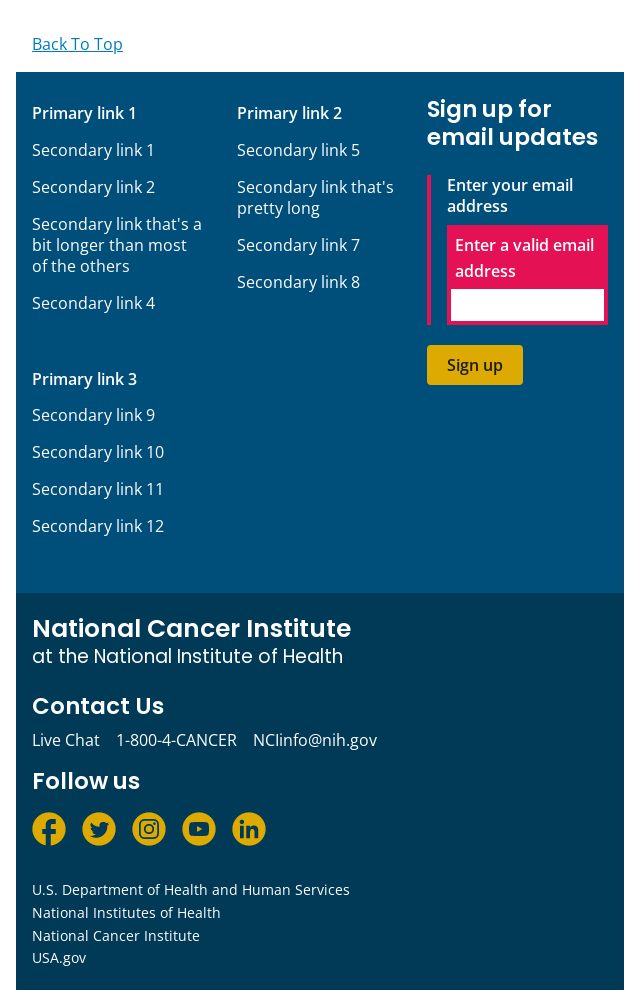 Back To Top
Primary link 1
Secondary link 1
Secondary link 2
Secondary link that's a
bit longer than most
of the others
Secondary link 4
Primary link 2
Secondary link 5
Secondary link that's
pretty long
Secondary link 7
Secondary link 8
Primary link 3
Secondary link 9
Secondary link 10
Secondary link 11
Secondary link 12
Sign up for
email updates
Enter your email
address
Enter a valid email
address
Sign up
National Cancer Institute
at the National Institute of Health
Contact Us
Live Chat 1-800-4-CANCER NCIinfo@nih.gov
Follow us
U.S. Department of Health and Human Services
National Institutes of Health
National Cancer Institute
USA.gov